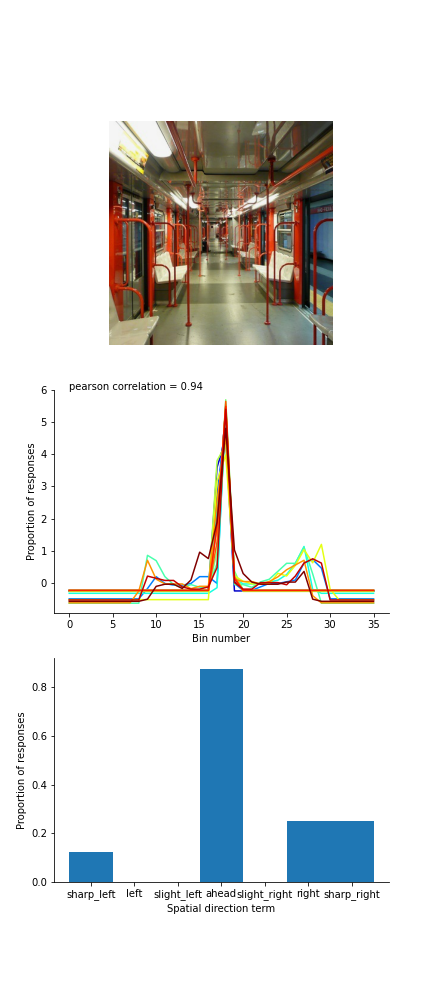 pearson correlation = 0.94
6
5
4
3
2
1
0
Proportion of responses
0 5 10 15 20 25 30 35
Bin number
0.8
0.6
0.4
0.2
0.0
Proportion of responses
sharp_left left slight_left ahead slight_right right sharp_right
Spatial direction term